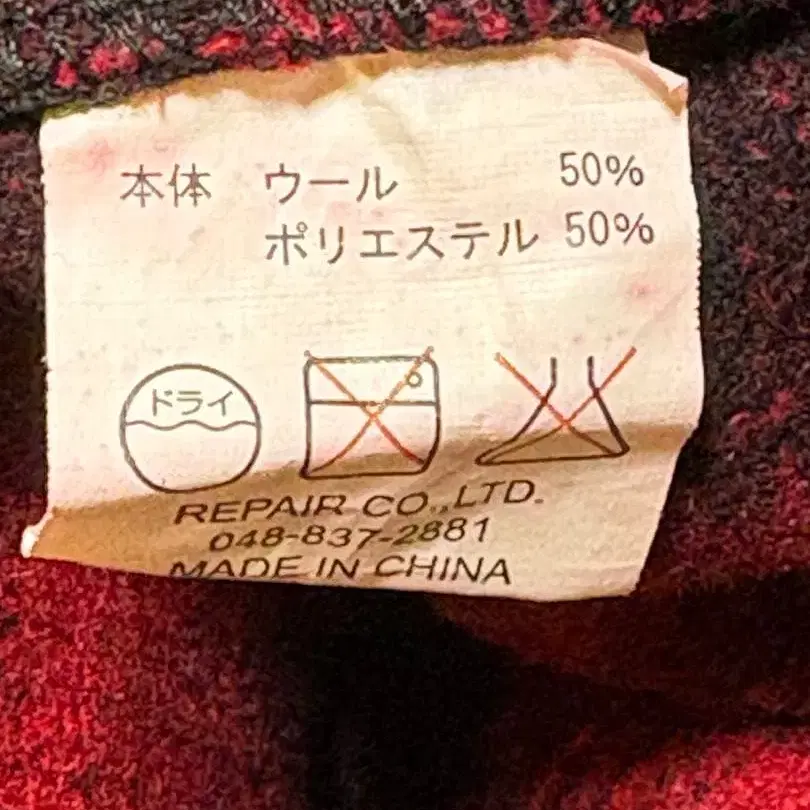 本体 ウール 50%
ポリエステル 50%
ドライ
REPAIR CO.,LTD.
048-837-2881
MADE IN CHINA